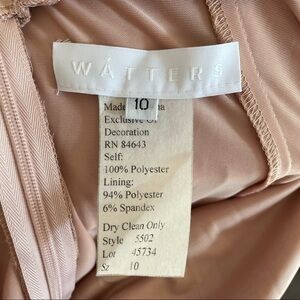 WATTERS
10
Made
Exclusive Of
Decoration
RN 84643
Self:
100% Polyester
Lining:
94% Polyester
6% Spandex
Dry Clean Only
Style 5502
Lot 45734
Sz 10